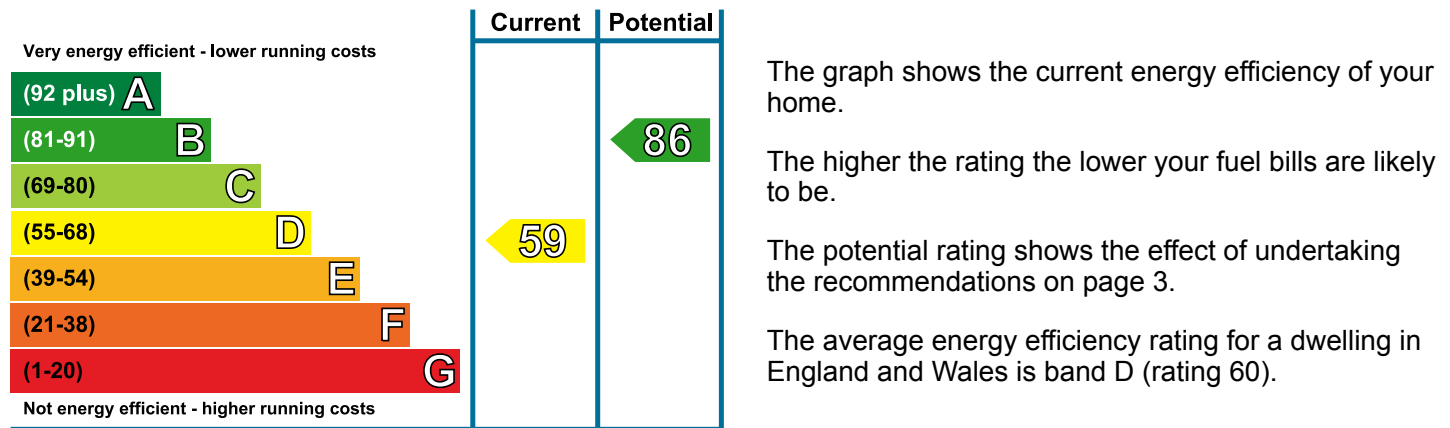 Current Potential
Very energy efficient - lower running costs
(92 plus) A
(81-91) B
86
(69-80) C
(55-68) D
59
(39-54) E
(21-38) F
(1-20) G
Not energy efficient - higher running costs
The graph shows the current energy efficiency of your
home.
The higher the rating the lower your fuel bills are likely
to be.
The potential rating shows the effect of undertaking
the recommendations on page 3.
The average energy efficiency rating for a dwelling in
England and Wales is band D (rating 60).